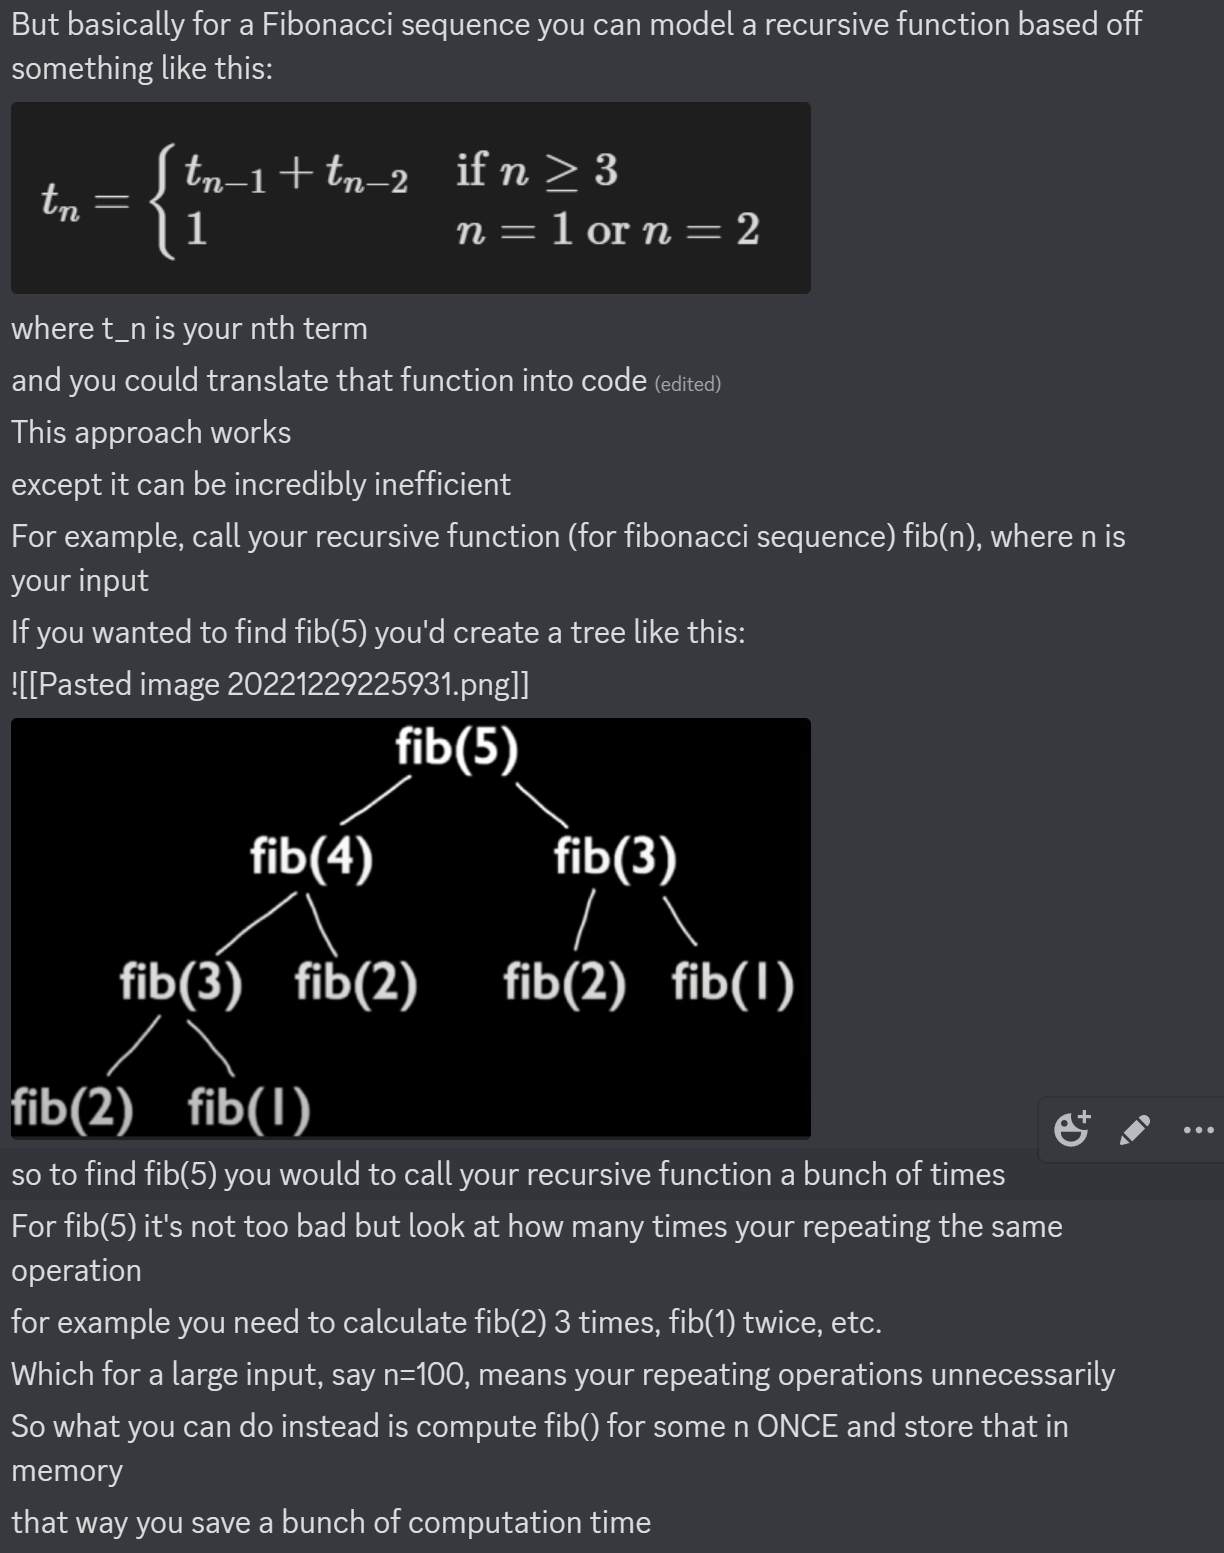 But basically for a Fibonacci sequence you can model a recursive function based off
something like this:
t_n = { t_{n-1} + t_{n-2} if n ≥ 3
1 n = 1 or n = 2
where t_n is your nth term
and you could translate that function into code (edited)
This approach works
except it can be incredibly inefficient
For example, call your recursive function (for fibonacci sequence) fib(n), where n is
your input
If you wanted to find fib(5) you'd create a tree like this:
![[Pasted image 20221229225931.png]]
fib(5)
fib(4) fib(3)
fib(3) fib(2) fib(2) fib(1)
fib(2) fib(1)
so to find fib(5) you would to call your recursive function a bunch of times
For fib(5) it's not too bad but look at how many times your repeating the same
operation
for example you need to calculate fib(2) 3 times, fib(1) twice, etc.
Which for a large input, say n=100, means your repeating operations unnecessarily
So what you can do instead is compute fib() for some n ONCE and store that in
memory
that way you save a bunch of computation time